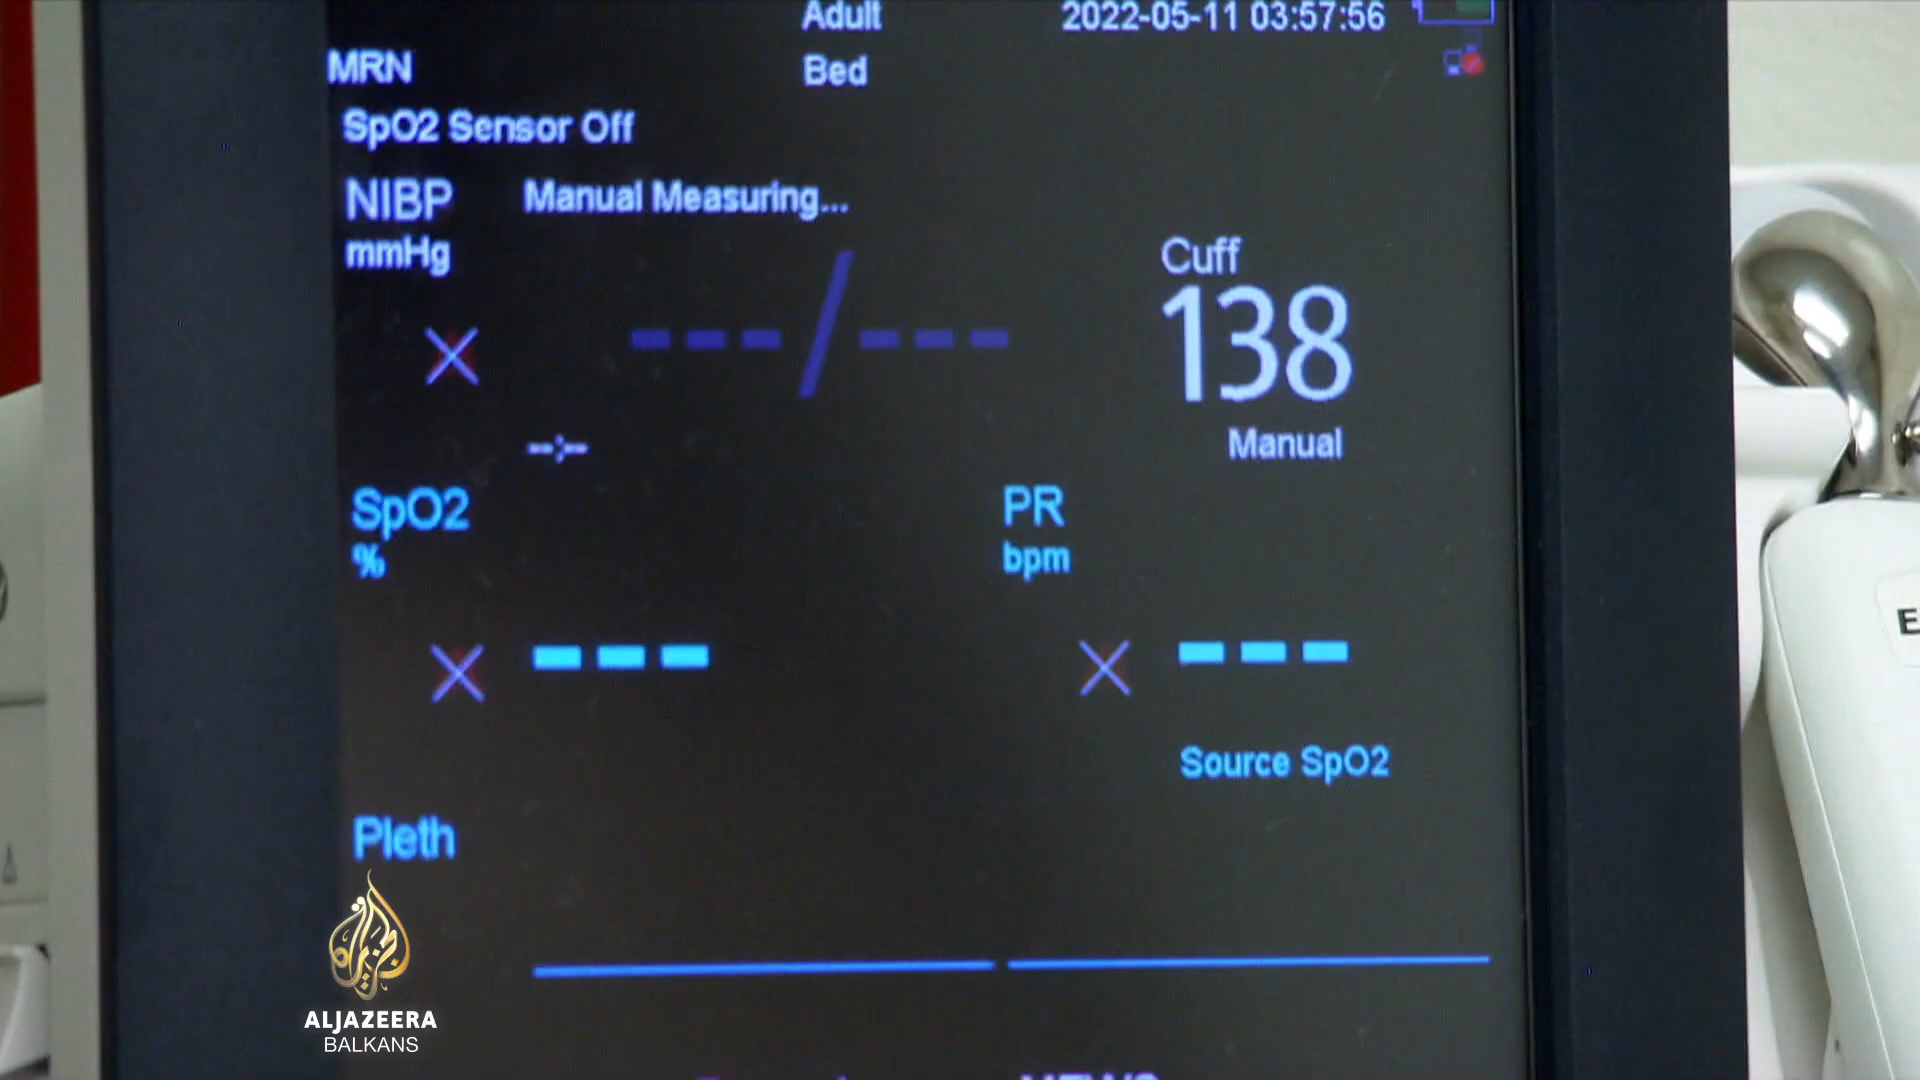 Adult 2022-05-11 03:57:56
MRN Bed
SpO2 Sensor Off
NIBP Manual Measuring...
mmHg
Cuff
138
---/---
Manual
--:--
SpO2 PR
% bpm
--- ---
Source SpO2
Pleth
ALJAZEERA
BALKANS